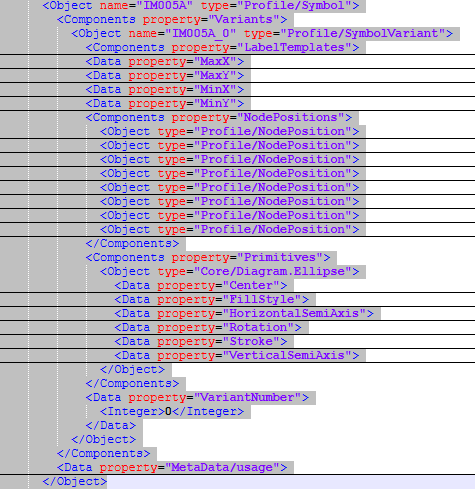 <Object name="IM005A" type="Profile/Symbol">
<Components property="Variants">
<Object name="IM005A_0" type="Profile/SymbolVariant">
<Components property="LabelTemplates">
<Data property="MaxX">
<Data property="MaxY">
<Data property="MinX">
<Data property="MinY">
<Components property="NodePositions">
<Object type="Profile/NodePosition">
<Object type="Profile/NodePosition">
<Object type="Profile/NodePosition">
<Object type="Profile/NodePosition">
<Object type="Profile/NodePosition">
<Object type="Profile/NodePosition">
<Object type="Profile/NodePosition">
<Object type="Profile/NodePosition">
</Components>
<Components property="Primitives">
<Object type="Core/Diagram.Ellipse">
<Data property="Center">
<Data property="FillStyle">
<Data property="HorizontalSemiAxis">
<Data property="Rotation">
<Data property="Stroke">
<Data property="VerticalSemiAxis">
</Object>
</Components>
<Data property="VariantNumber">
<Integer>0</Integer>
</Data>
</Object>
</Components>
<Data property="MetaData/usage">
</Object>